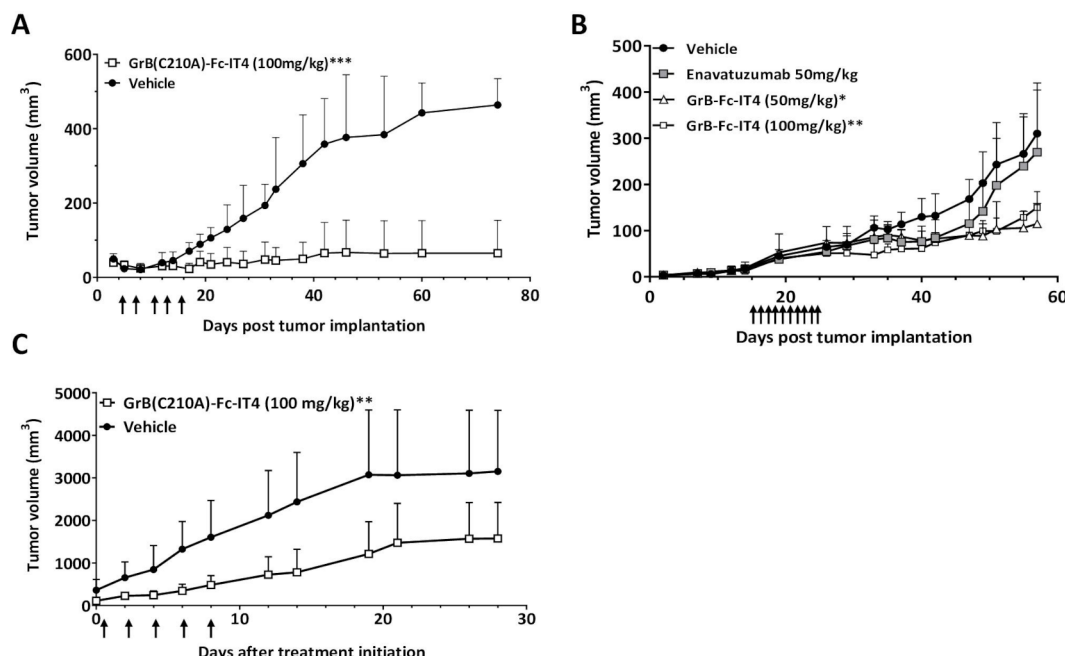 A
GrB(C210A)-Fc-IT4 (100mg/kg)***
Vehicle
Tumor volume (mm³)
600
400
200
0
0 20 40 60 80
Days post tumor implantation
B
Vehicle
Enavatuzumab 50mg/kg
GrB-Fc-IT4 (50mg/kg)*
GrB-Fc-IT4 (100mg/kg)**
Tumor volume (mm³)
500
400
300
200
100
0
0 20 40 60
Days post tumor implantation
C
GrB(C210A)-Fc-IT4 (100 mg/kg)**
Vehicle
Tumor volume (mm³)
5000
4000
3000
2000
1000
0
0 10 20 30
Days after treatment initiation